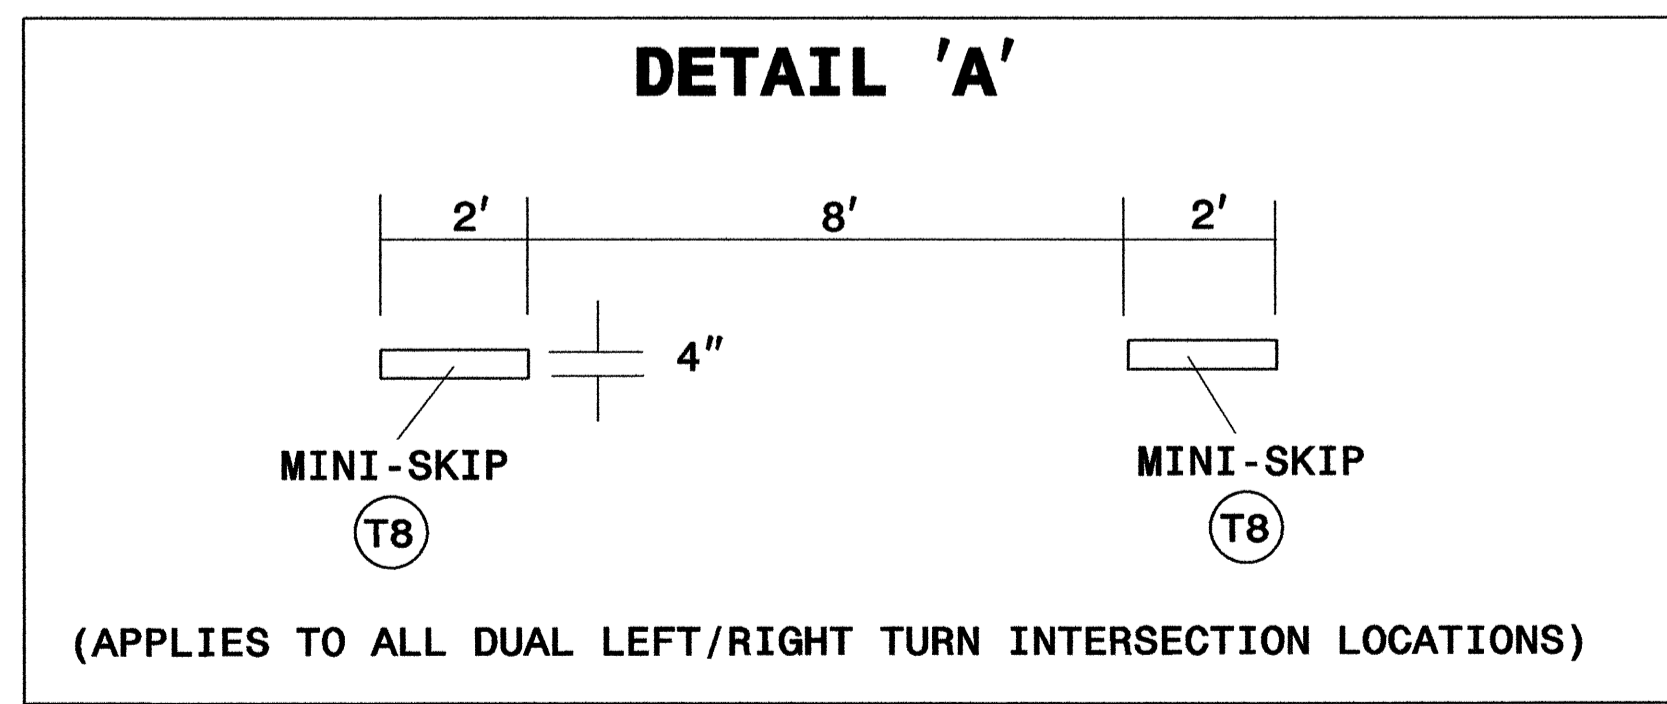 DETAIL 'A'
2' 8' 2'
4"
MINI-SKIP MINI-SKIP
T8 T8
(APPLIES TO ALL DUAL LEFT/RIGHT TURN INTERSECTION LOCATIONS)